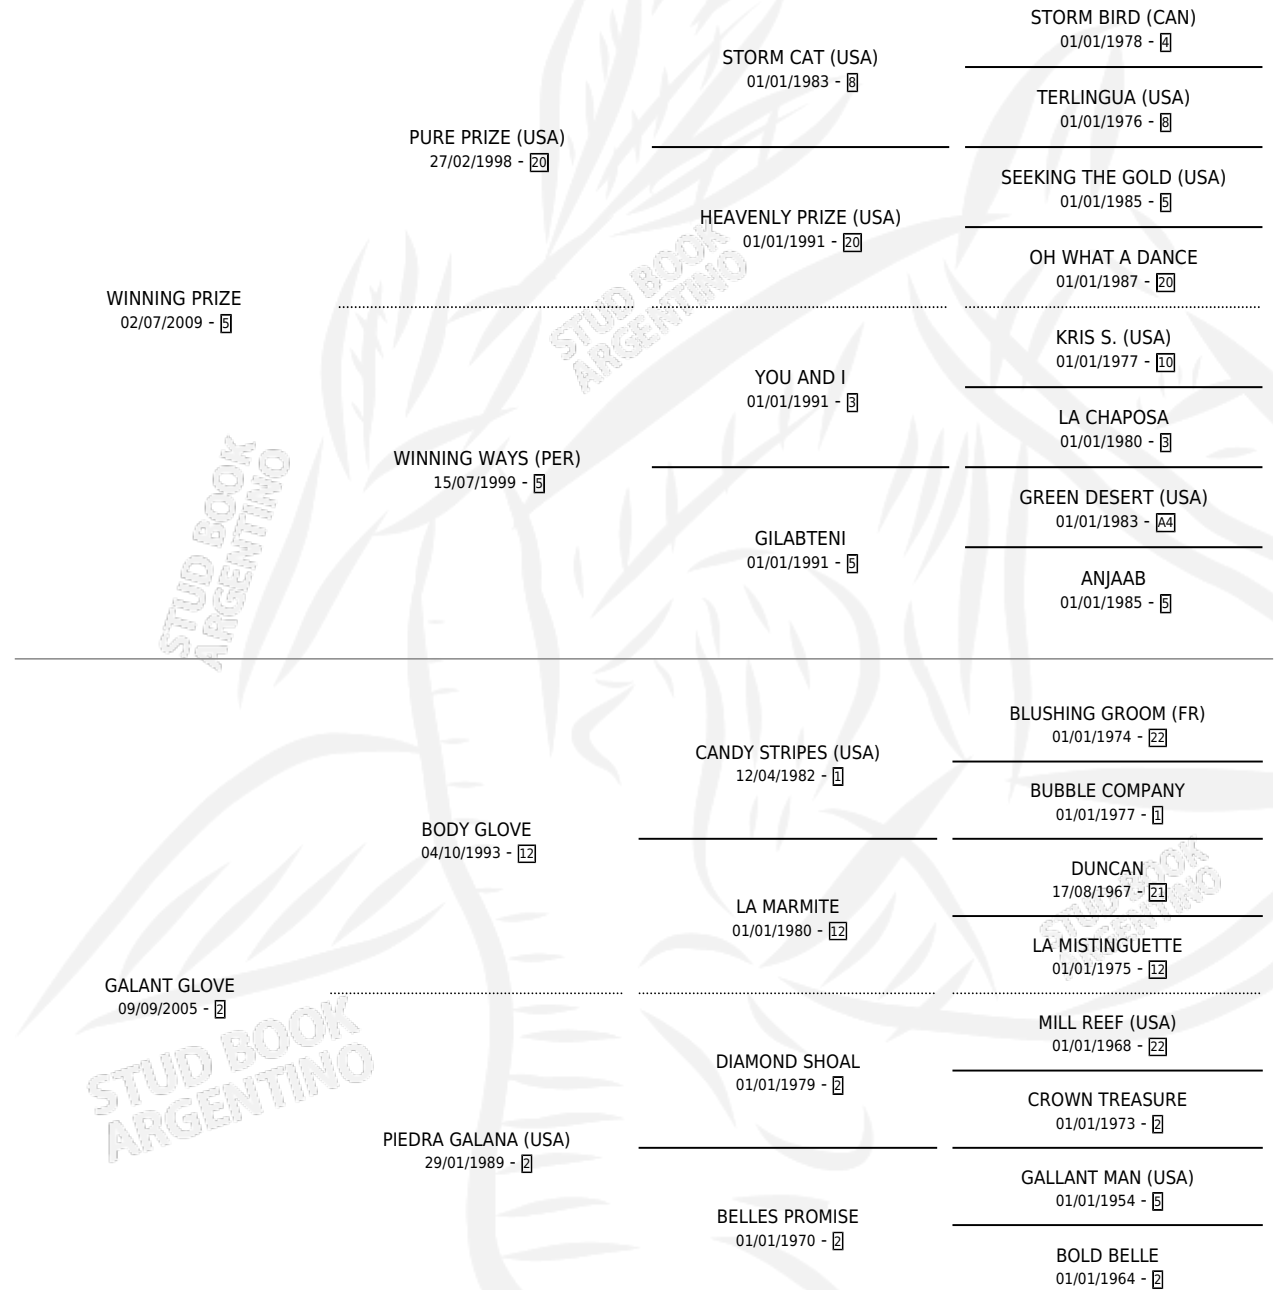 STORM BIRD (CAN)
01/01/1978 - 4
STORM CAT (USA)
01/01/1983 - 8
TERLINGUA (USA)
01/01/1976 - 8
PURE PRIZE (USA)
27/02/1998 - 20
SEEKING THE GOLD (USA)
01/01/1985 - 5
HEAVENLY PRIZE (USA)
01/01/1991 - 20
OH WHAT A DANCE
01/01/1987 - 20
WINNING PRIZE
02/07/2009 - 5
KRIS S. (USA)
01/01/1977 - 10
YOU AND I
01/01/1991 - 3
LA CHAPOSA
01/01/1980 - 3
WINNING WAYS (PER)
15/07/1999 - 5
GREEN DESERT (USA)
01/01/1983 - A4
GILABTENI
01/01/1991 - 5
ANJAAB
01/01/1985 - 5
STUD BOOK
ARGENTINO
STUD BOOK
ARGENTINO
BLUSHING GROOM (FR)
01/01/1974 - 22
CANDY STRIPES (USA)
12/04/1982 - 1
BUBBLE COMPANY
01/01/1977 - 1
BODY GLOVE
04/10/1993 - 12
DUNCAN
17/08/1967 - 21
LA MARMITE
01/01/1980 - 12
LA MISTINGUETTE
01/01/1975 - 12
GALANT GLOVE
09/09/2005 - 2
MILL REEF (USA)
01/01/1968 - 22
DIAMOND SHOAL
01/01/1979 - 2
CROWN TREASURE
01/01/1973 - 2
PIEDRA GALANA (USA)
29/01/1989 - 2
GALLANT MAN (USA)
01/01/1954 - 5
BELLES PROMISE
01/01/1970 - 2
BOLD BELLE
01/01/1964 - 2
STUD BOOK
ARGENTINO
STUD BOOK
ARGENTINO